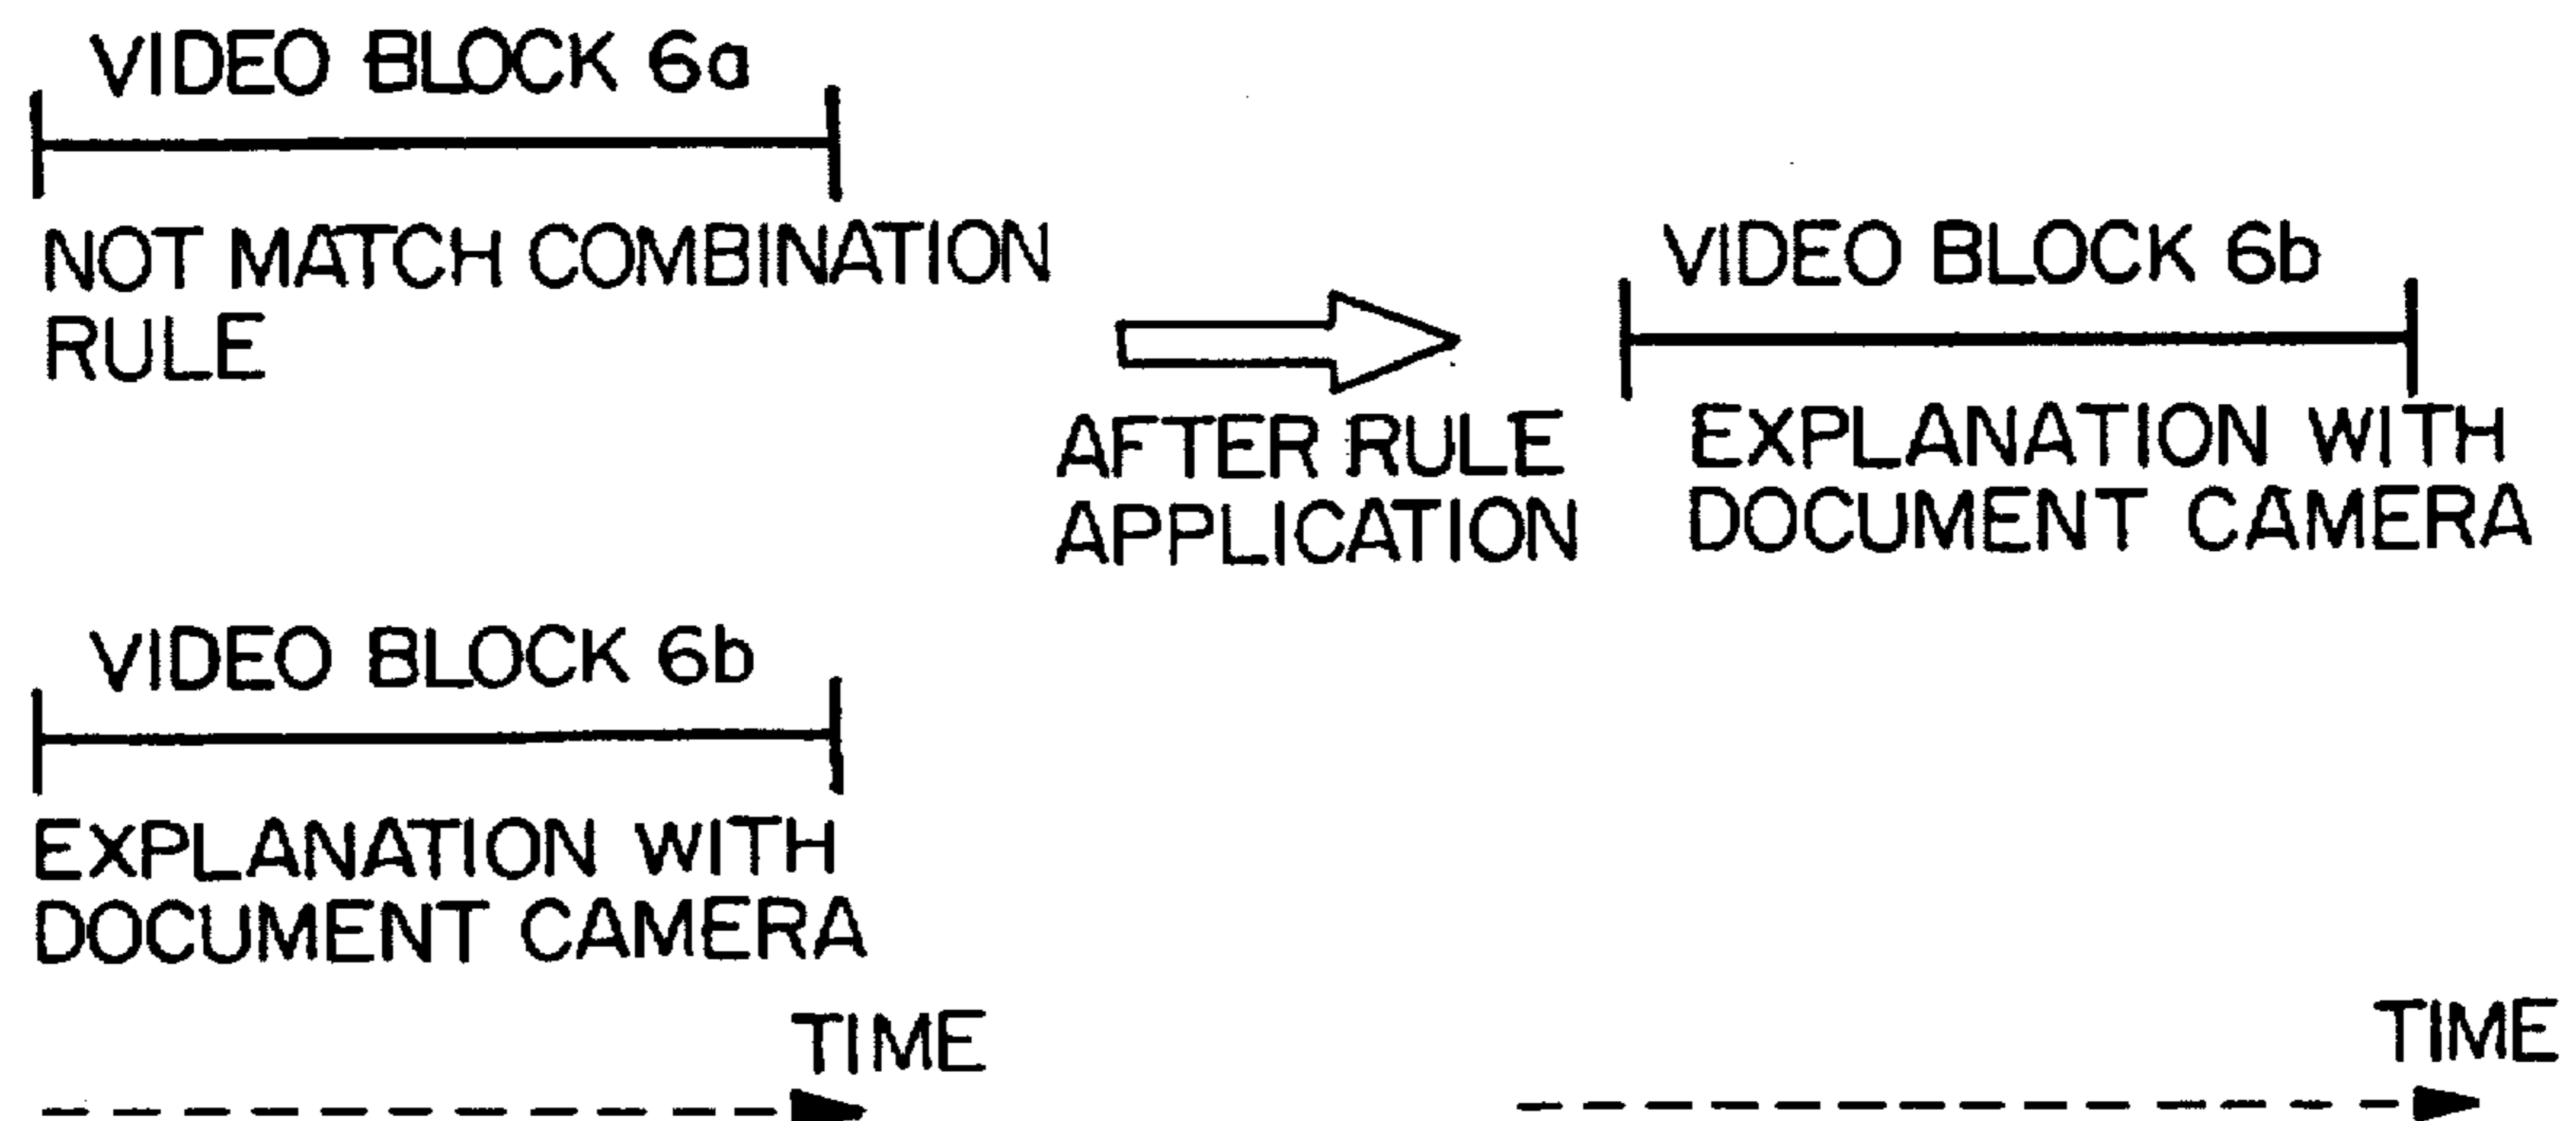 VIDEO BLOCK 6a
NOT MATCH COMBINATION
RULE
VIDEO BLOCK 6b
EXPLANATION WITH
DOCUMENT CAMERA
TIME
AFTER RULE
APPLICATION
VIDEO BLOCK 6b
EXPLANATION WITH
DOCUMENT CAMERA
TIME